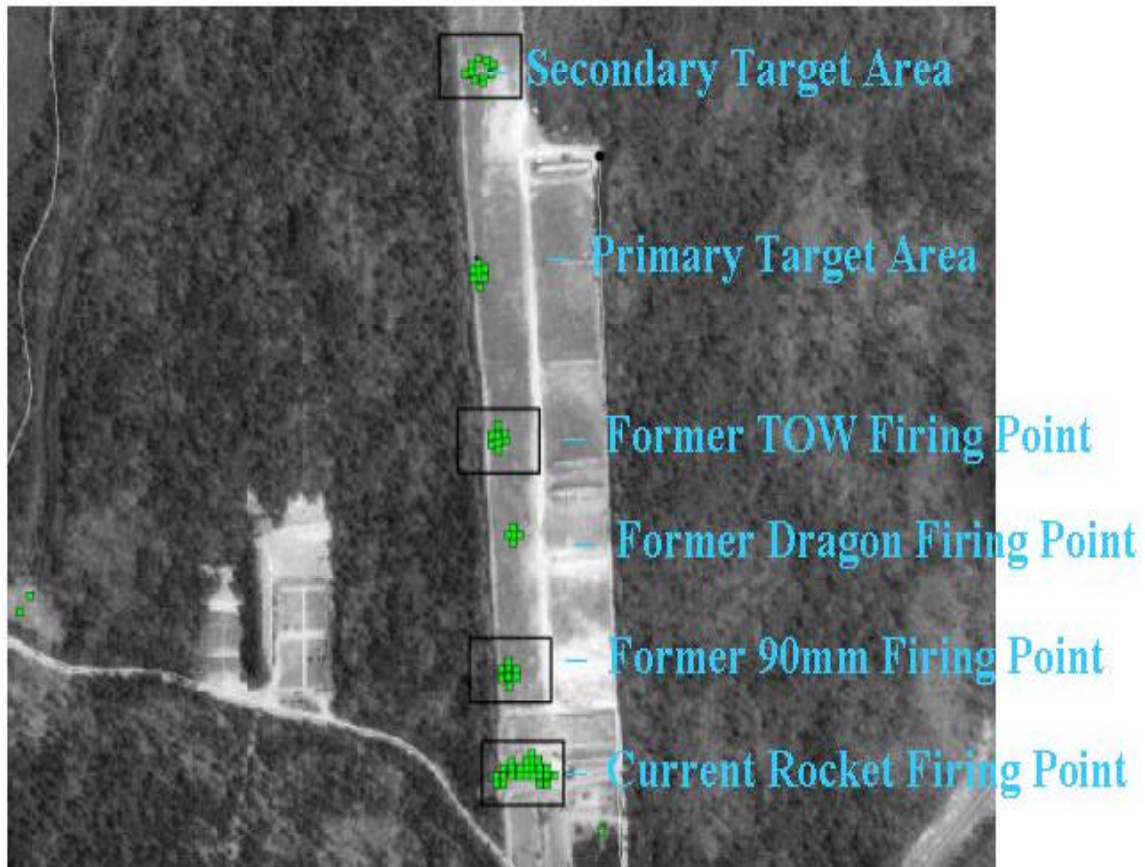 Secondary Target Area
Primary Target Area
Former TOW Firing Point
Former Dragon Firing Point
Former 90mm Firing Point
Current Rocket Firing Point